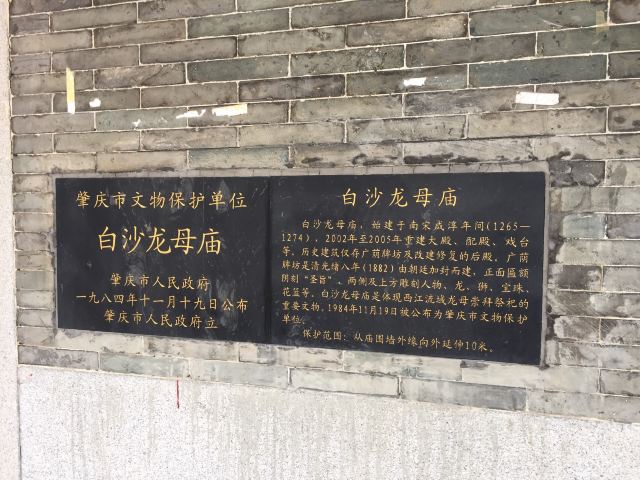 肇庆市文物保护单位
白沙龙母庙
肇庆市人民政府
一九八四年十一月十九日公布
肇庆市人民政府立
白沙龙母庙
白沙龙母庙，始建于南宋咸淳年间(1265—
1274)，2002年至2005年重建大殿、配殿、戏台
等，历史建筑仅存广荫牌坊及改建修复的后殿，广荫
牌坊是清光绪八年(1882)由朝廷加封而建，正面匾额
阴刻“圣旨”，两侧及上方雕刻人物、龙、狮、宝珠、
花篮等。白沙龙母庙是体现西江流域龙母崇拜祭祀的
重要文物。1984年11月19日被公布为肇庆市文物保护
单位。
保护范围：从庙围墙外缘向外延伸10米。